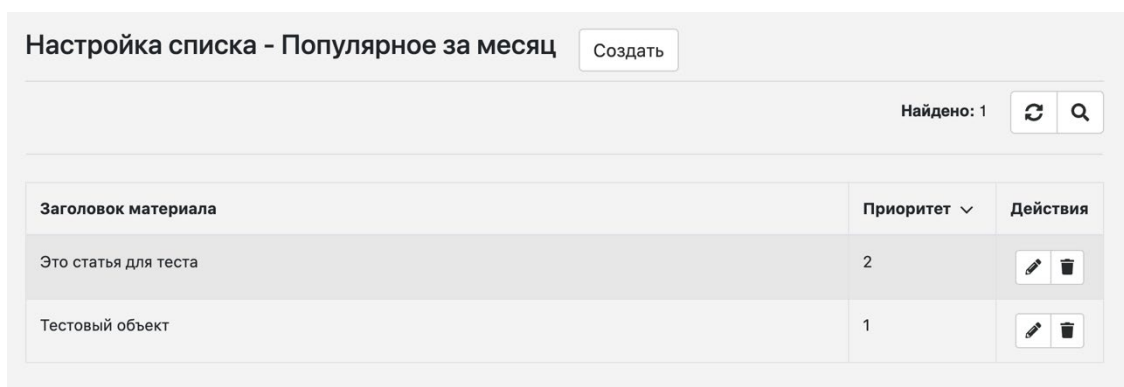 Настройка списка - Популярное за месяц Создать
Найдено: 1
Заголовок материала Приоритет Действия
Это статья для теста 2
Тестовый объект 1